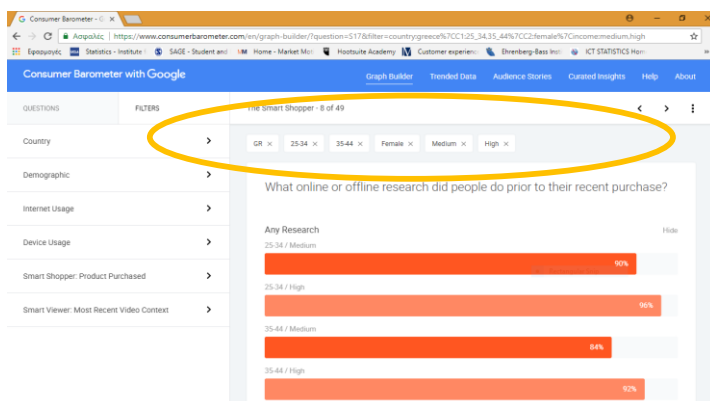 Consumer Barometer - G
Ασφαλές | https://www.consumerbarometer.com/en/graph-builder/?question=S17&filter=country:greece%7CC1:25_34,35_44%7CC2:female%7Cincome:medium.high
Εφαρμογές Statistics - Institute SAGE - Student and Home - Market Mot Hootsuite Academy Customer experienc Ehrenberg-Bass Inst ICT STATISTICS Hom
Consumer Barometer with Google Graph Builder Trended Data Audience Stories Curated Insights Help About
QUESTIONS FILTERS The Smart Shopper - 8 of 49
Country
GR × 25-34 × 35-44 × Female × Medium × High ×
Demographic
What online or offline research did people do prior to their recent purchase?
Internet Usage
Any Research Hide
Device Usage
25-34 / Medium
90%
Smart Shopper: Product Purchased
25-34 / High
96%
Smart Viewer: Most Recent Video Context
35-44 / Medium
84%
35-44 / High
92%